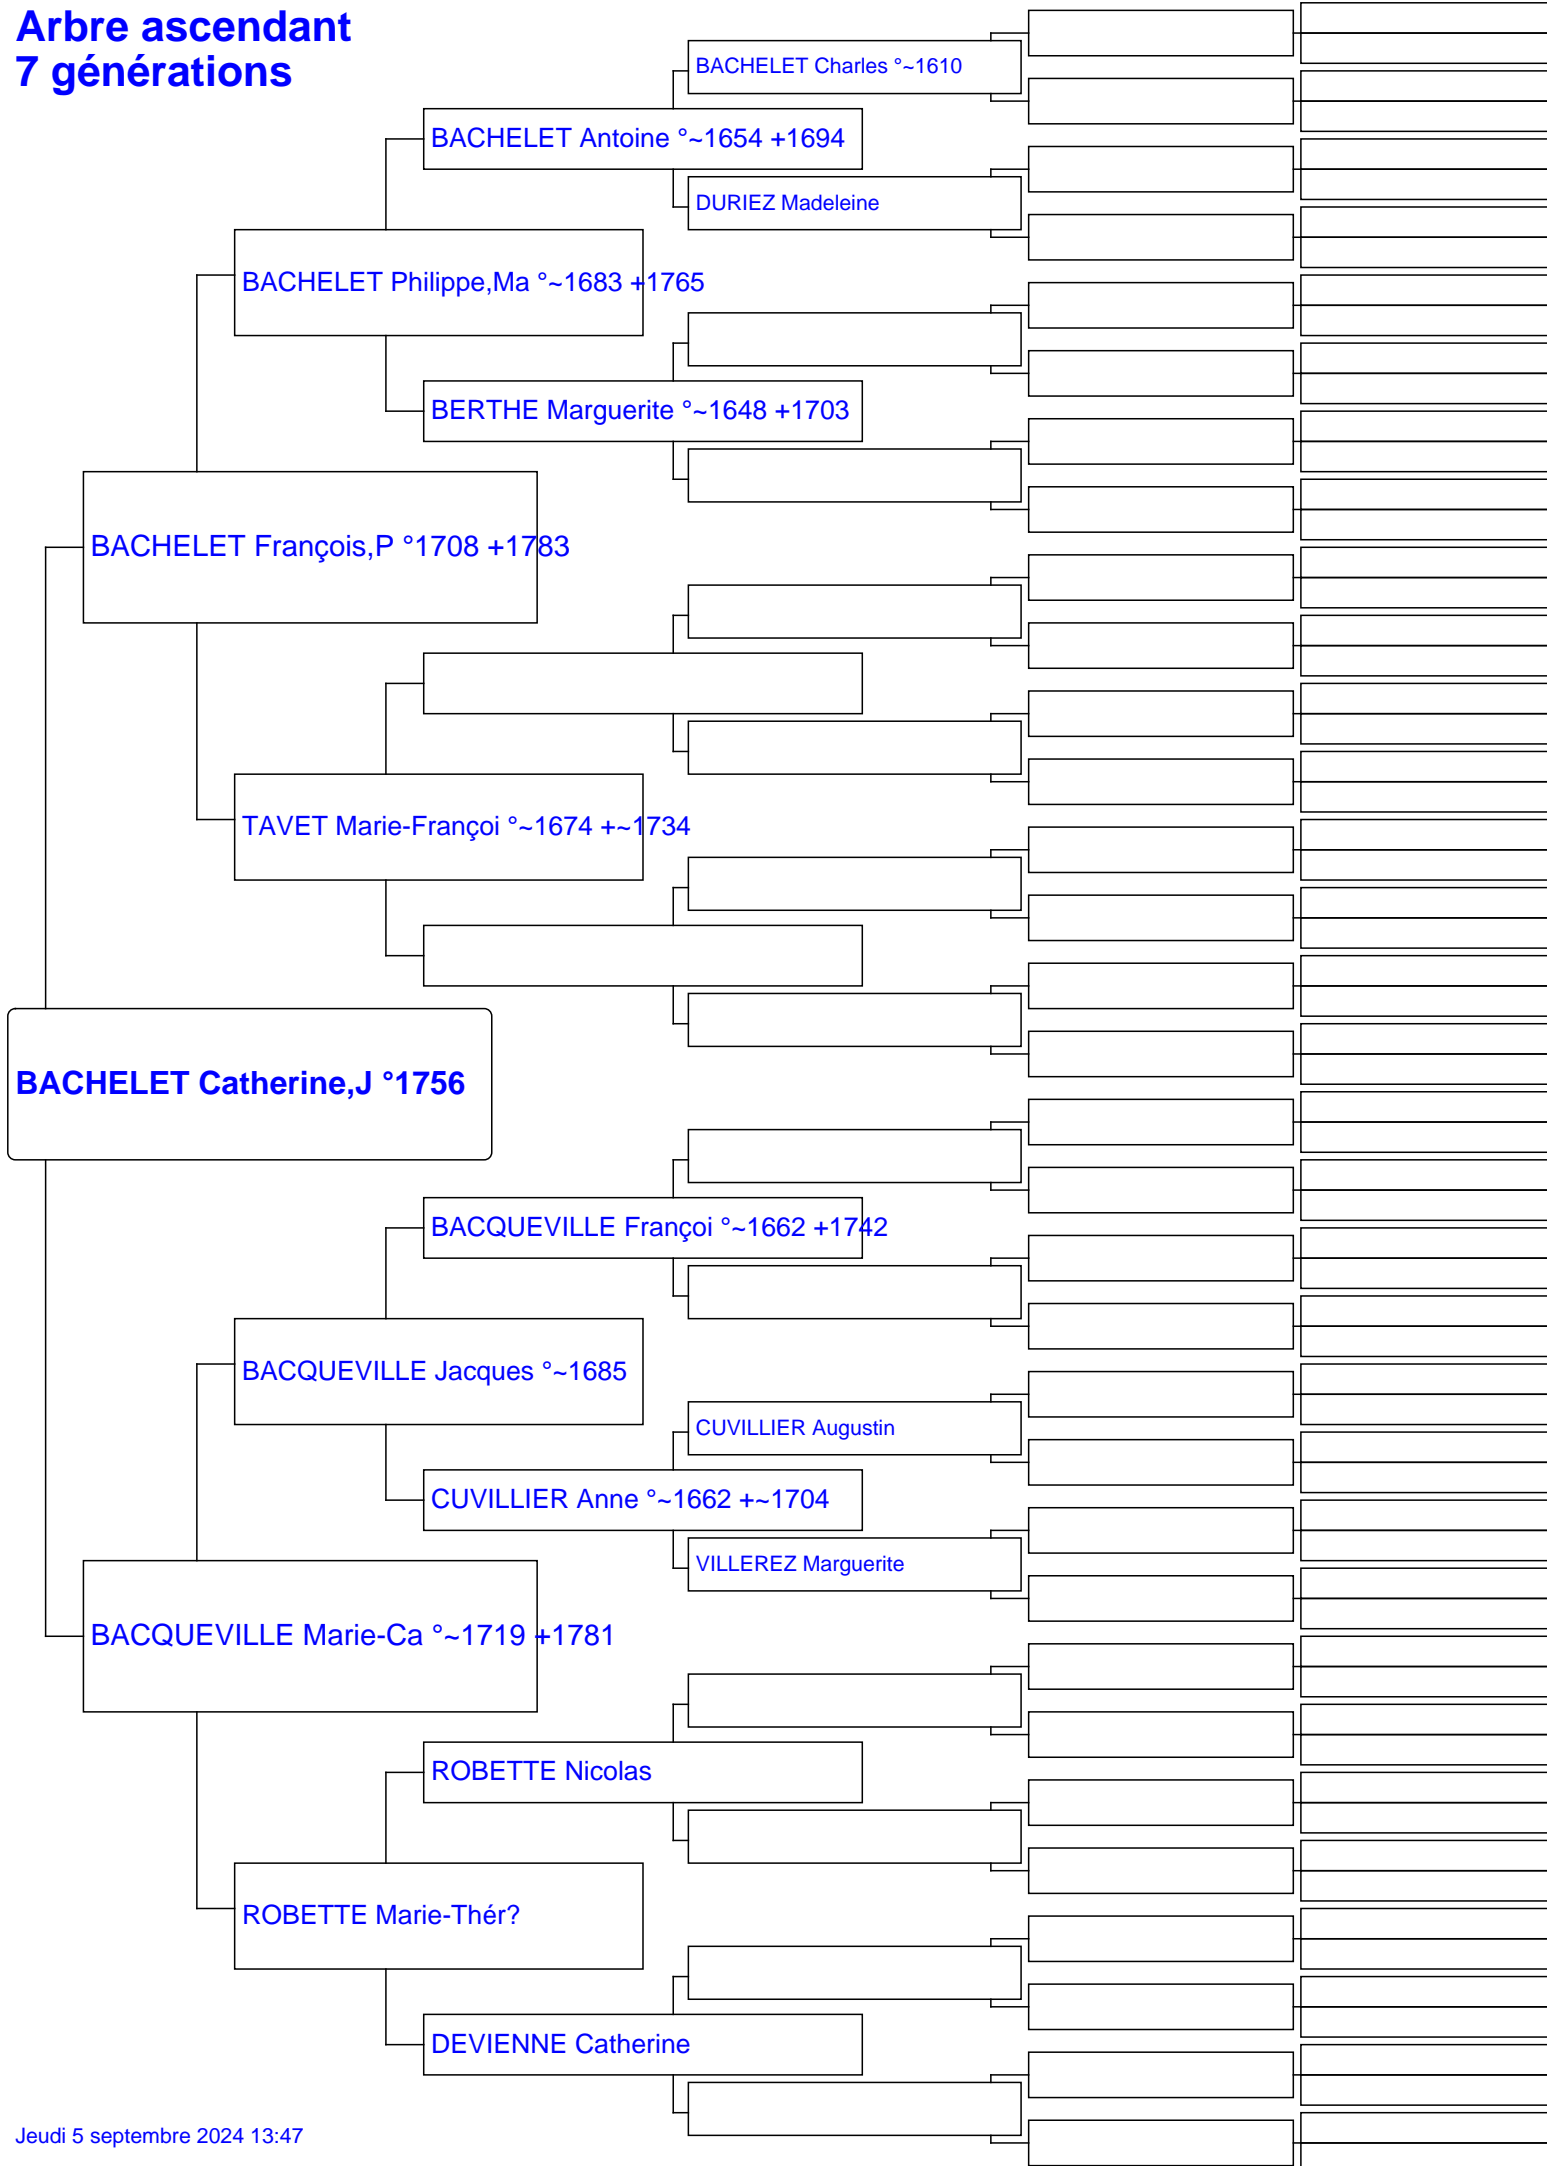 Arbre ascendant
7 générations
BACHELET Charles °~1610
BACHELET Antoine °~1654 +1694
DURIEZ Madeleine
BACHELET Philippe,Ma °~1683 +1765
BERTHE Marguerite °~1648 +1703
BACHELET François,P °1708 +1783
TAVET Marie-Françoi °~1674 +~1734
BACHELET Catherine,J °1756
BACQUEVILLE Françoi °~1662 +1742
BACQUEVILLE Jacques °~1685
CUVILLIER Augustin
CUVILLIER Anne °~1662 +~1704
VILLEREZ Marguerite
BACQUEVILLE Marie-Ca °~1719 +1781
ROBETTE Nicolas
ROBETTE Marie-Thér?
DEVIENNE Catherine
Jeudi 5 septembre 2024 13:47